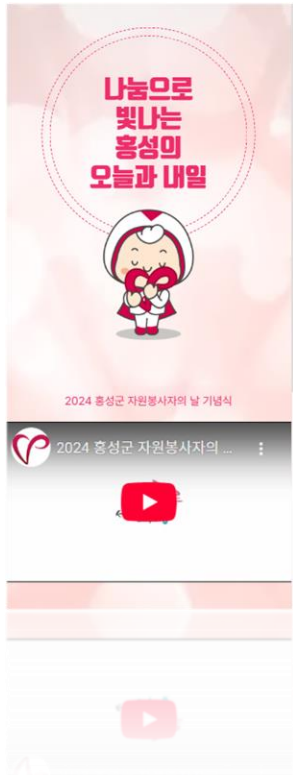 나눔으로
빛나는
홍성의
오늘과 내일
2024 홍성군 자원봉사자의 날 기념식
2024 홍성군 자원봉사자의 ...